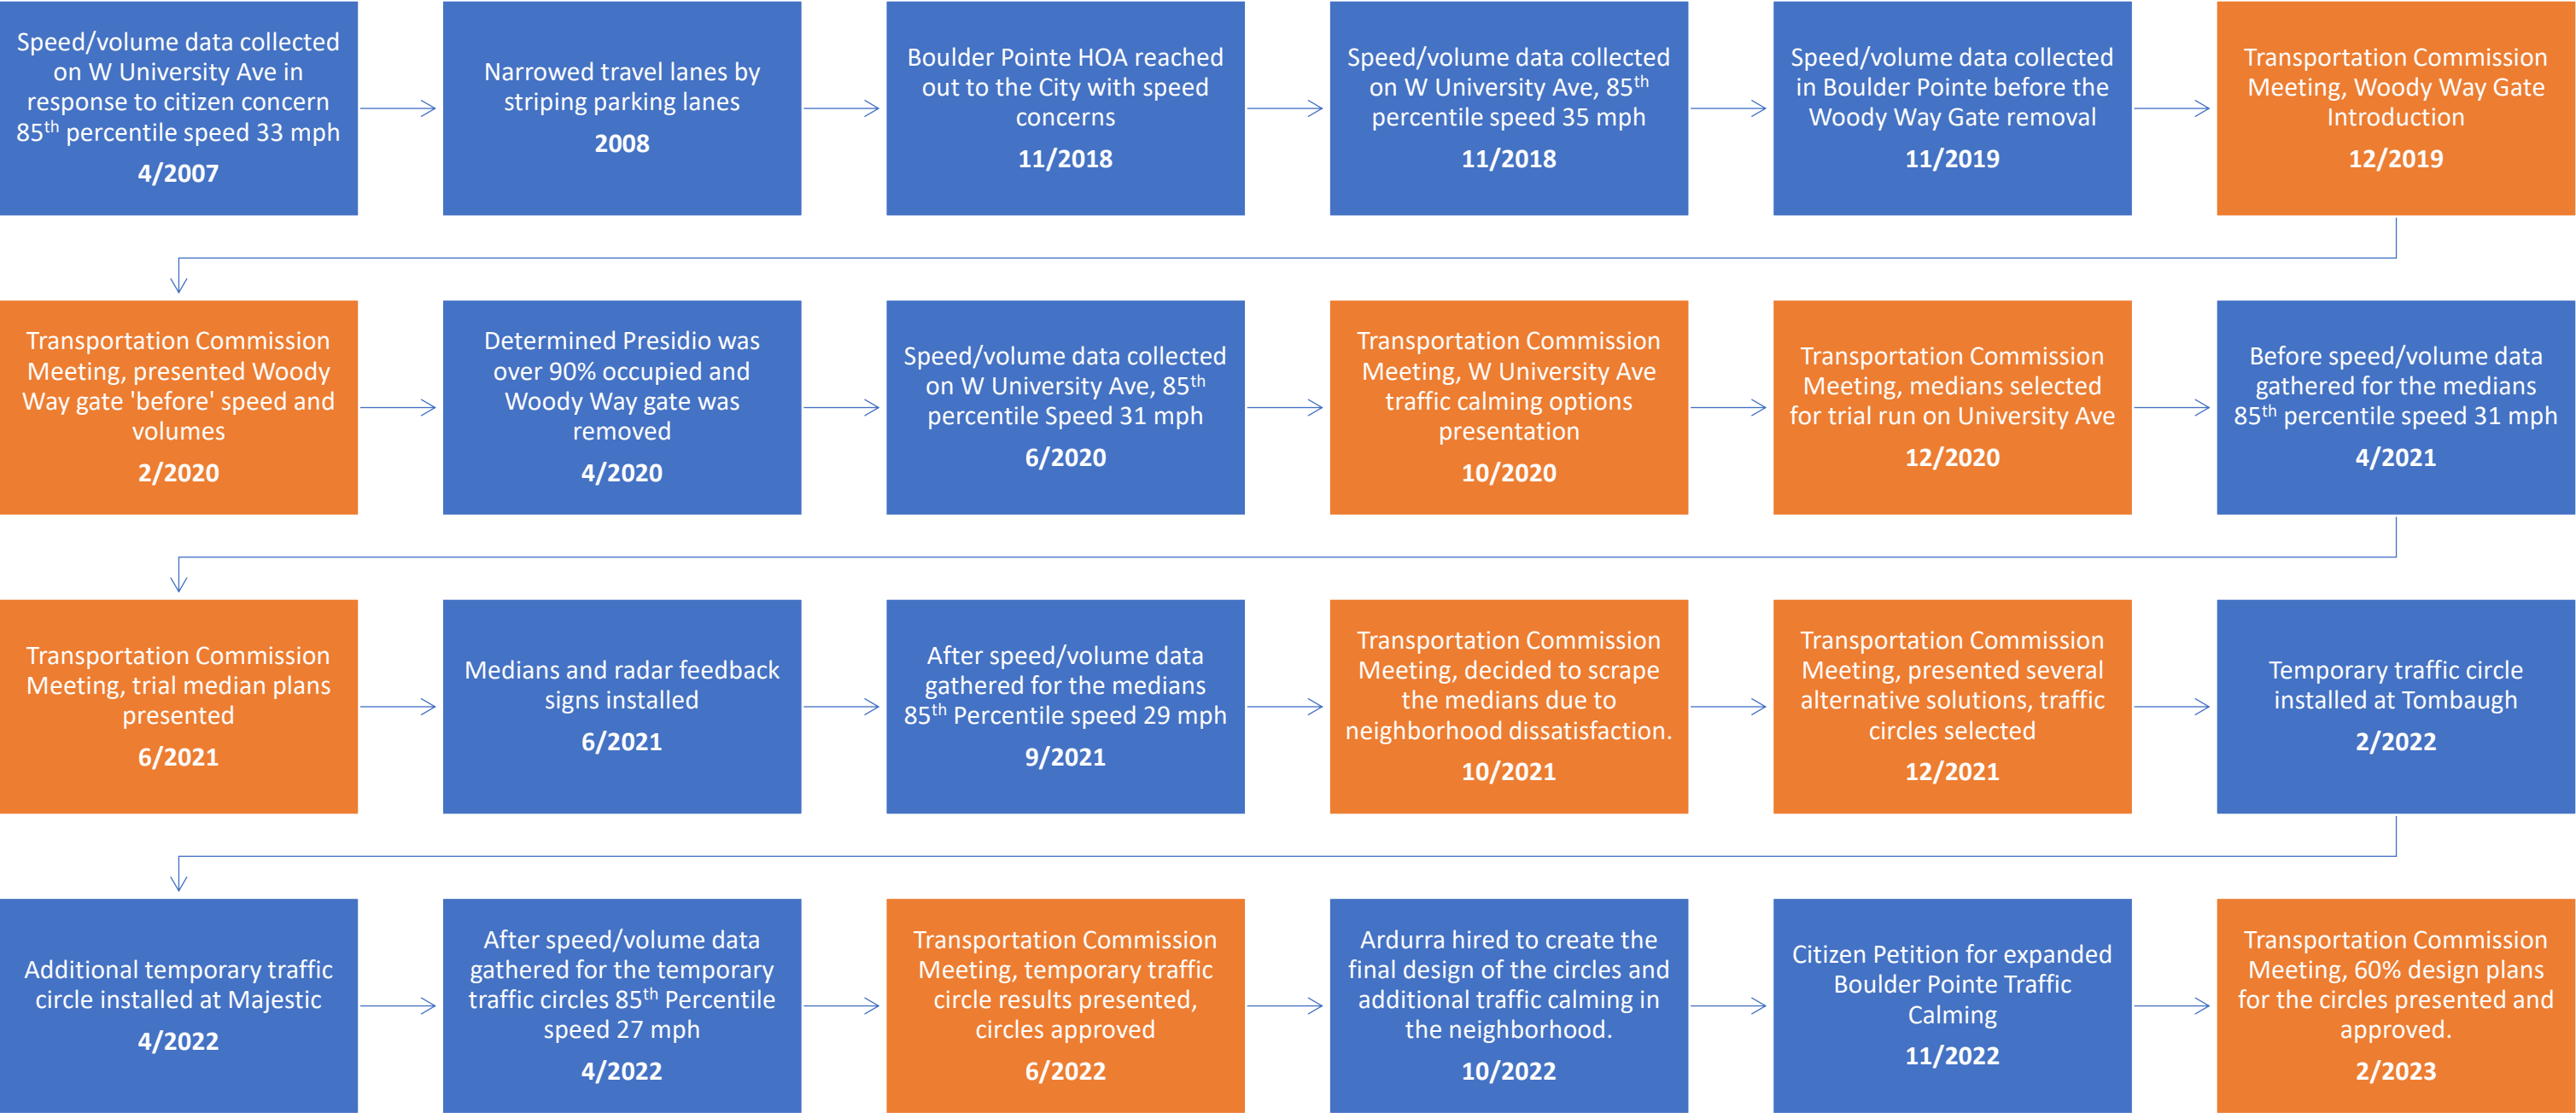 Speed/volume data collected
on W University Ave in
response to citizen concern
85th percentile speed 33 mph
4/2007
Narrowed travel lanes by
striping parking lanes
2008
Boulder Pointe HOA reached
out to the City with speed
concerns
11/2018
Speed/volume data collected
on W University Ave, 85th
percentile speed 35 mph
11/2018
Speed/volume data collected
in Boulder Pointe before the
Woody Way Gate removal
11/2019
Transportation Commission
Meeting, Woody Way Gate
Introduction
12/2019
Transportation Commission
Meeting, presented Woody
Way gate 'before' speed and
volumes
2/2020
Determined Presidio was
over 90% occupied and
Woody Way gate was
removed
4/2020
Speed/volume data collected
on W University Ave, 85th
percentile Speed 31 mph
6/2020
Transportation Commission
Meeting, W University Ave
traffic calming options
presentation
10/2020
Transportation Commission
Meeting, medians selected
for trial run on University Ave
12/2020
Before speed/volume data
gathered for the medians
85th percentile speed 31 mph
4/2021
Transportation Commission
Meeting, trial median plans
presented
6/2021
Medians and radar feedback
signs installed
6/2021
After speed/volume data
gathered for the medians
85th Percentile speed 29 mph
9/2021
Transportation Commission
Meeting, decided to scrape
the medians due to
neighborhood dissatisfaction.
10/2021
Transportation Commission
Meeting, presented several
alternative solutions, traffic
circles selected
12/2021
Temporary traffic circle
installed at Tombaugh
2/2022
Additional temporary traffic
circle installed at Majestic
4/2022
After speed/volume data
gathered for the temporary
traffic circles 85th Percentile
speed 27 mph
4/2022
Transportation Commission
Meeting, temporary traffic
circle results presented,
circles approved
6/2022
Ardurra hired to create the
final design of the circles and
additional traffic calming in
the neighborhood.
10/2022
Citizen Petition for expanded
Boulder Pointe Traffic
Calming
11/2022
Transportation Commission
Meeting, 60% design plans
for the circles presented and
approved.
2/2023